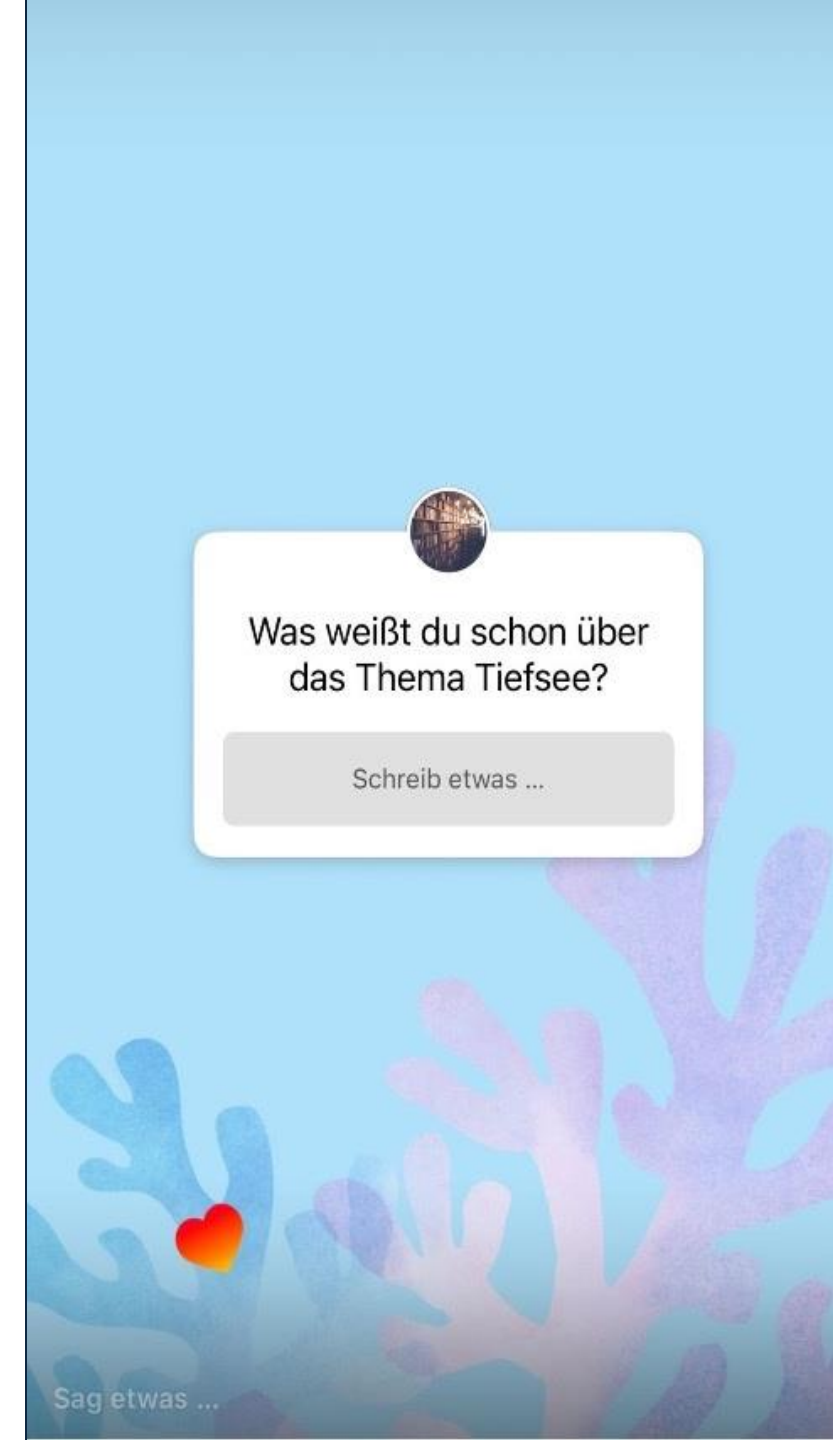 Was weißt du schon über
das Thema Tiefsee?
Schreib etwas ...
Sag etwas ...